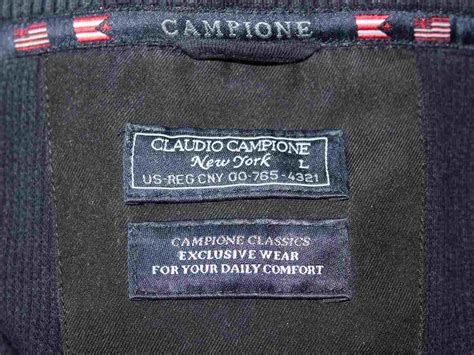 CAMPIONE
CLAUDIO CAMPIONE
New York L
US-REG CNY 00-765-4321
CAMPIONE CLASSICS
EXCLUSIVE WEAR
FOR YOUR DAILY COMFORT